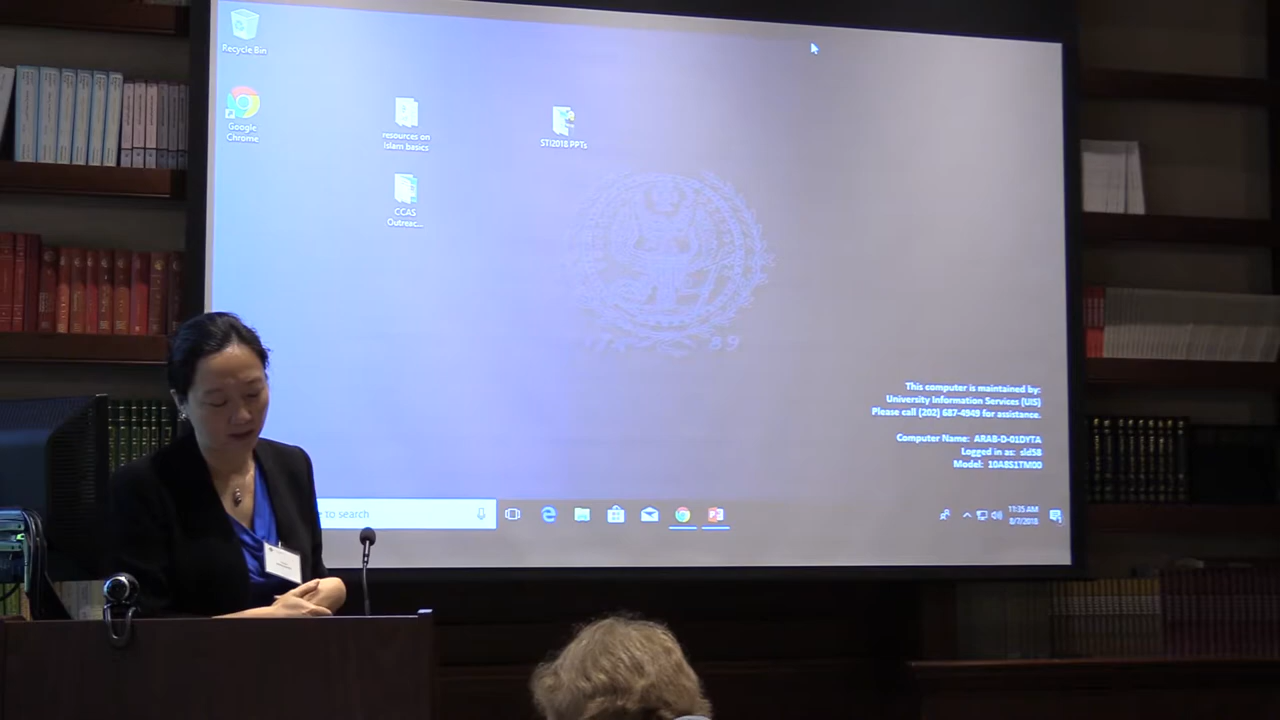 Recycle Bin
Google
Chrome
resources on
Islam basics
STI2018 PPTs
CCAS
Outreac...
89
This computer is maintained by:
University Information Services (UIS)
Please call (202) 687-4949 for assistance.
Computer Name: ARAB-D-01DYTA
Logged in as: sld58
Model: 10A8S1TM00
e to search
11:35 AM
8/7/2018